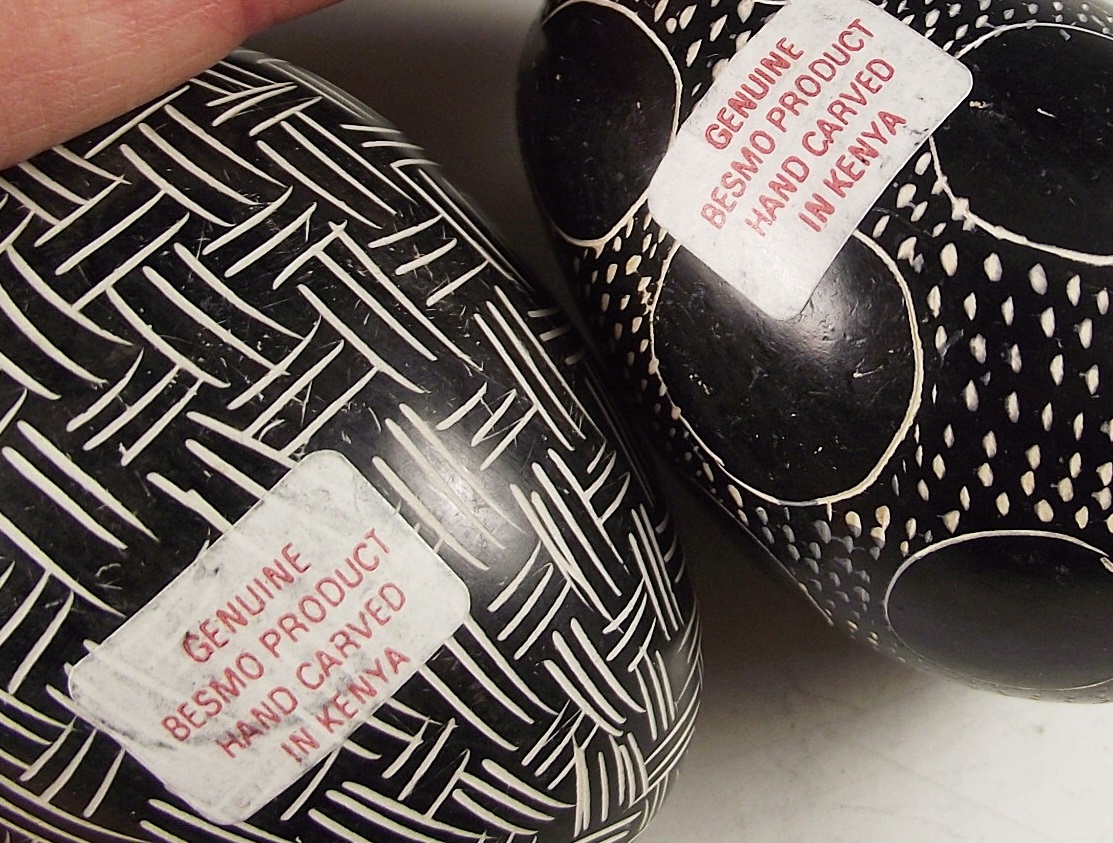 GENUINE
BESMO PRODUCT
HAND CARVED
IN KENYA
GENUINE
BESMO PRODUCT
HAND CARVED
IN KENYA